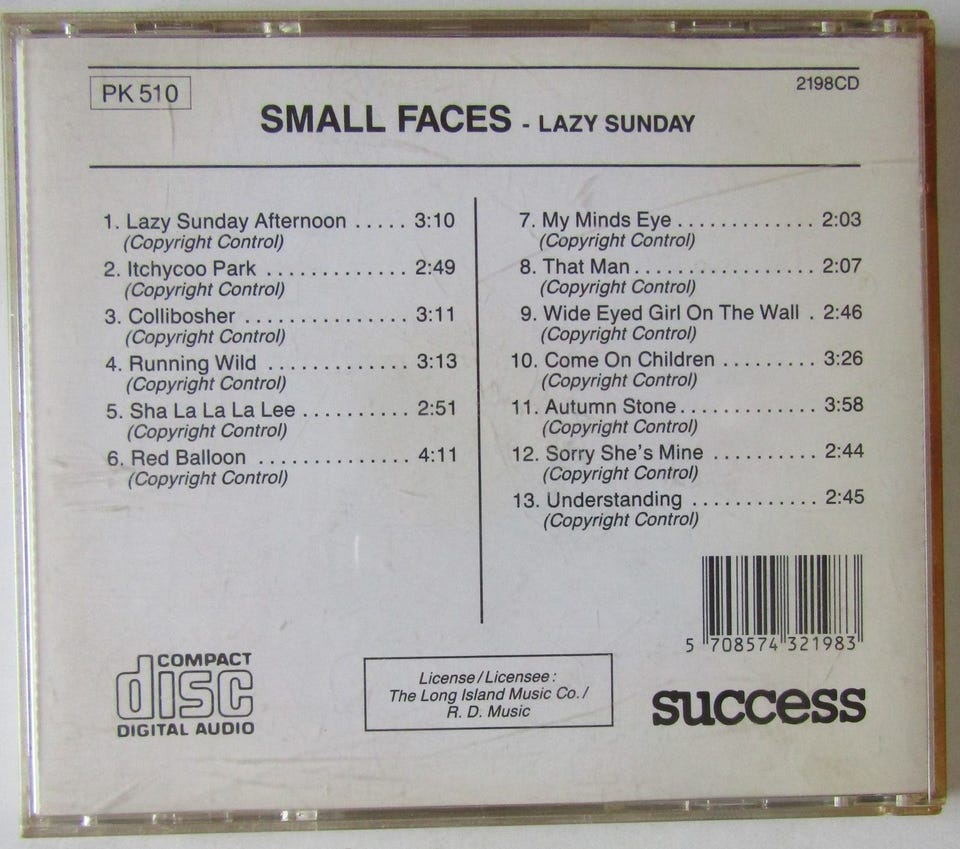 PK 510
2198CD
SMALL FACES - LAZY SUNDAY
1. Lazy Sunday Afternoon ..... 3:10
(Copyright Control)
2. Itchycoo Park ............ 2:49
(Copyright Control)
3. Collibosher ............... 3:11
(Copyright Control)
4. Running Wild ............. 3:13
(Copyright Control)
5. Sha La La La Lee .......... 2:51
(Copyright Control)
6. Red Balloon .............. 4:11
(Copyright Control)
7. My Minds Eye ............. 2:03
(Copyright Control)
8. That Man ................. 2:07
(Copyright Control)
9. Wide Eyed Girl On The Wall . 2:46
(Copyright Control)
10. Come On Children ......... 3:26
(Copyright Control)
11. Autumn Stone ............. 3:58
(Copyright Control)
12. Sorry She's Mine .......... 2:44
(Copyright Control)
13. Understanding ............ 2:45
(Copyright Control)
5 708574 321983
COMPACT
disc
DIGITAL AUDIO
License/Licensee:
The Long Island Music Co./
R. D. Music
success